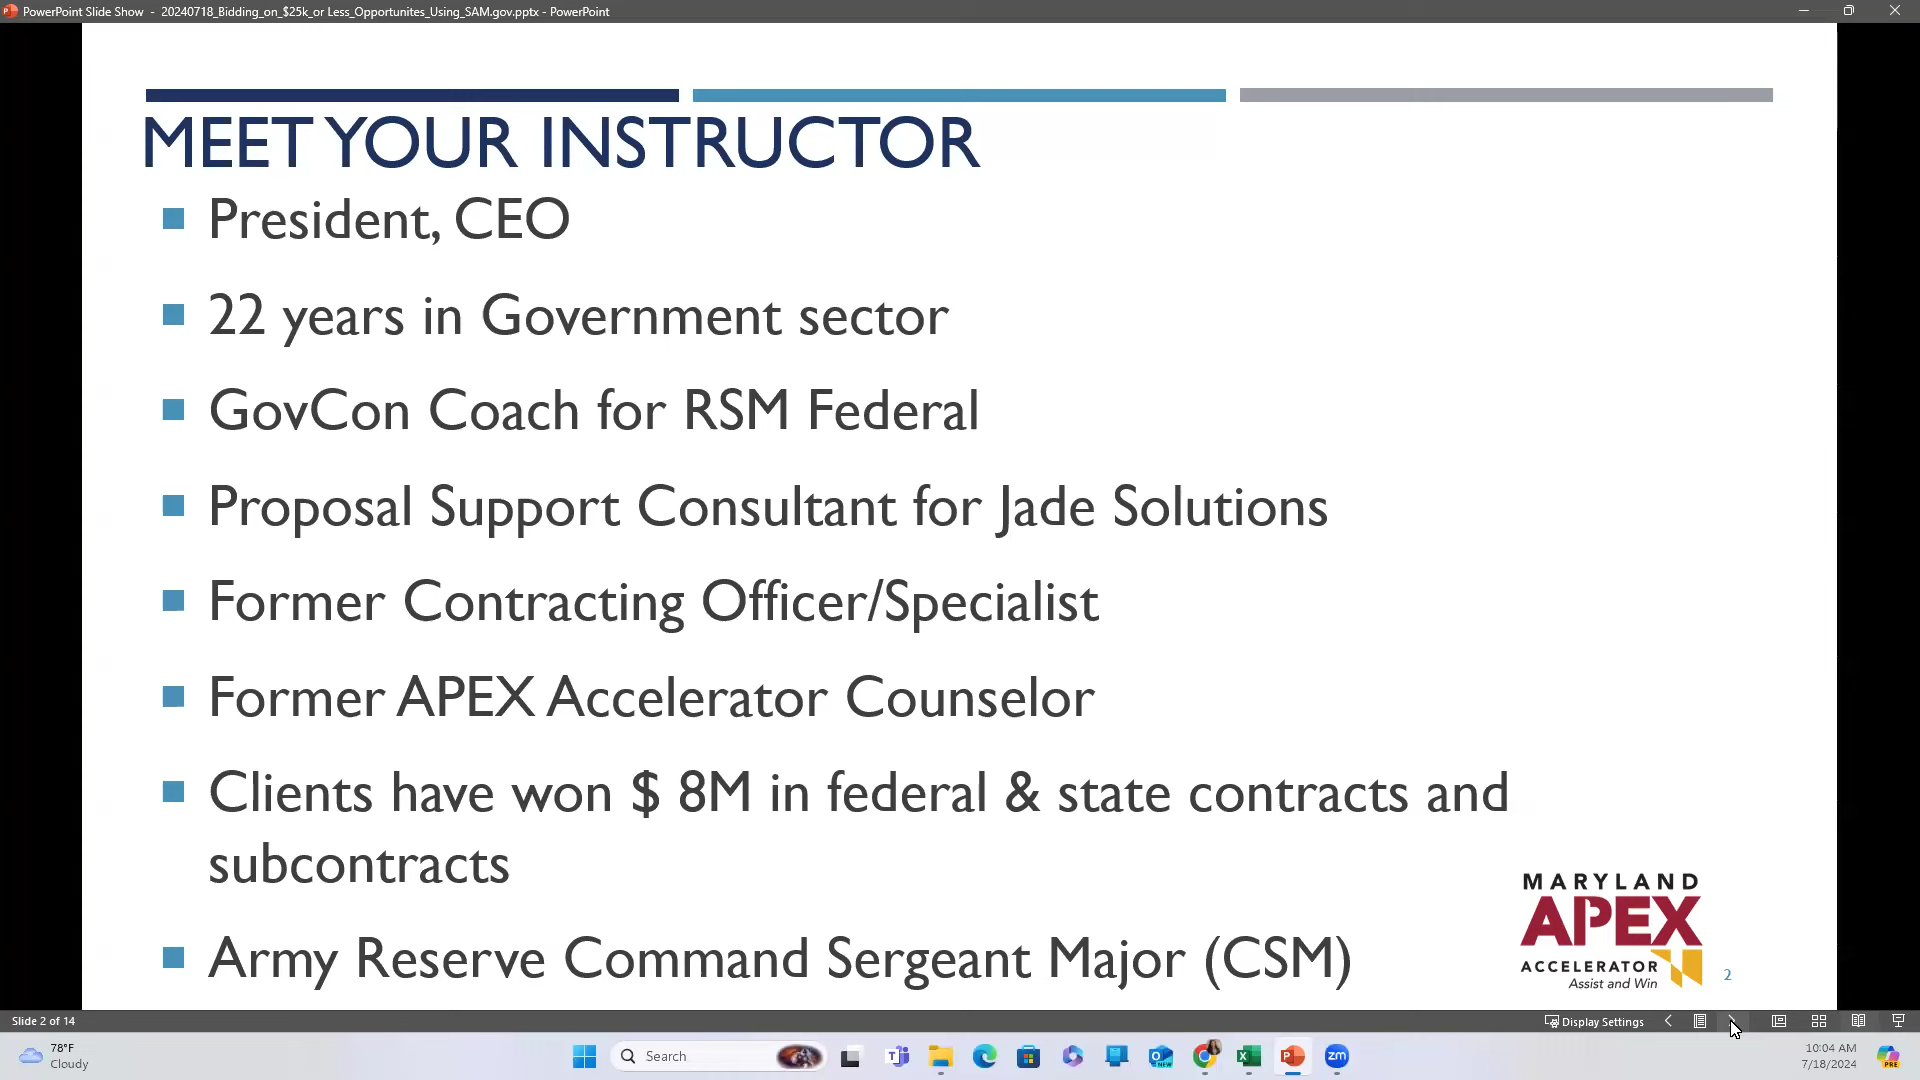 PowerPoint Slide Show - 20240718_Bidding_on_$25k_or Less_Opportunites_Using_SAM.gov.pptx - PowerPoint
MEET YOUR INSTRUCTOR
President, CEO
22 years in Government sector
GovCon Coach for RSM Federal
Proposal Support Consultant for Jade Solutions
Former Contracting Officer/Specialist
Former APEX Accelerator Counselor
Clients have won $ 8M in federal & state contracts and
subcontracts
Army Reserve Command Sergeant Major (CSM)
MARYLAND
APEX
ACCELERATOR
Assist and Win
2
Slide 2 of 14
Display Settings
78°F
Cloudy
Search
NEW
zm
10:04 AM
7/18/2024
PRE